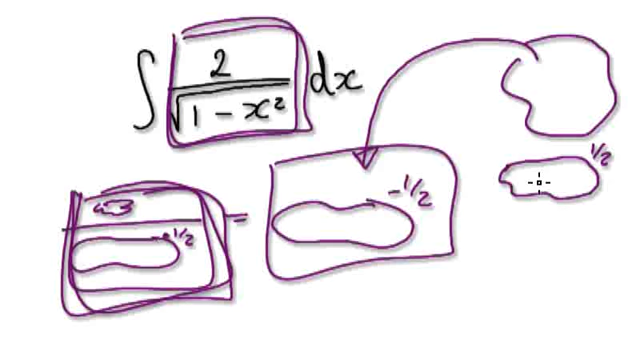 ∫ 2/√(1 − x²) dx
1/2
-1/2
1/2
=